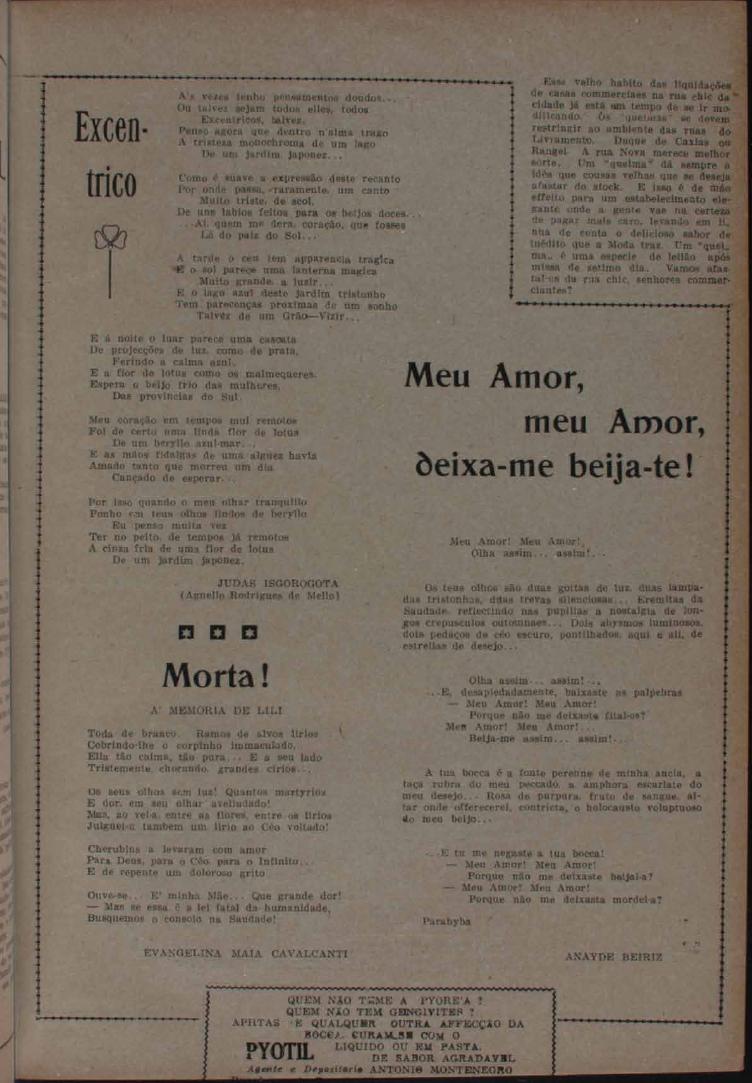 Excen-
trico
A's vezes tenho pensamentos doudos...
Ou talvez sejam todos elles, todos
Excentricos, talvez.
Penso agora que dentro n'alma trago
A tristeza monochroma de um lago
De um jardim japonez...
Como é suave a expressão deste recanto
Por onde passa, raramente, um canto
Muito triste, de scol,
De uns labios feitos para os beijos doces...
...Ai, quem me dera, coração, que fosses
Lá do paiz do Sol...
A tarde o ceu tem apparencia tragica
E o sol parece uma lanterna magica
Muito grande, a luzir...
E o lago azul deste jardim tristonho
Tem parecenças proximas de um sonho
Talvez de um Grão—Vizir...
E á noite o luar parece uma cascata
De projecções de luz, como de prata,
Ferindo a calma azul.
E a flor de lotus como os malmequeres,
Espera o beijo frio das mulheres,
Das provincias do Sul.
Meu coração em tempos mui remotos
Foi de certo uma linda flor de lotus
De um beryllo azul-mar...
E as mãos fidalgas de uma alguez havia
Amado tanto que morreu um dia
Cançado de esperar...
Por isso quando o meu olhar tranquillo
Ponho em teus olhos lindos de beryllo
Eu penso muita vez
Ter no peito, de tempos já remotos
A cinza fria de uma flor de lotus
De um jardim japonez.
JUDAS ISGOROGOTA
(Agnello Rodrigues de Mello)
Morta!
A' MEMORIA DE LILI
Toda de branco. Ramos de alvos lirios
Cobrindo-lhe o corpinho immaculado.
Ella tão calma, tão pura... E a seu lado
Tristemente, chorando, grandes cirios...
Os seus olhos sem luz! Quantos martyrios
E dor, em seu olhar avelludado!
Mas, ao vel-a, entre as flores, entre os lirios
Julguei-a tambem um lirio ao Céo voltado!
Cherubins a levaram com amor
Para Deus, para o Céo, para o Infinito...
E de repente um doloroso grito
Ouve-se... E' minha Mãe... Que grande dor!
— Mas se essa é a lei fatal da humanidade,
Busquemos o consolo na Saudade!
EVANGELINA MAIA CAVALCANTI
Esse velho habito das liquidações
de casas commerciaes na rua chic da
cidade já está em tempo de se ir mo-
dificando. Os "queimas" se devem
restringir ao ambiente das ruas do
Livramento. Duque de Caxias ou
Rangel. A rua Nova merece melhor
sorte. Um "queima" dá sempre a
idéa que cousas velhas que se deseja
afastar do stock. E isso é de máo
effeito para um estabelecimento ele-
gante onde a gente vae na certeza
de pagar mais caro, levando em li-
nha de conta o delicioso sabor de
inédito que a Moda traz. Um "quei-
ma" é uma especie de leilão após
missa de setimo dia. Vamos afas-
tal-os da rua chic, senhores commer-
ciantes?
Meu Amor,
meu Amor,
deixa-me beija-te!
Meu Amor! Meu Amor!
Olha assim... assim!...
Os teus olhos são duas gottas de luz, duas lampa-
das tristonhas, duas trevas silenciosas... Eremitas da
Saudade, reflectindo nas pupillas a nostalgia de lon-
gos crepusculos outomnaes... Dois abysmos luminosos,
dois pedaços de céo escuro, pontilhados, aqui e ali, de
estrellas de desejo...
Olha assim... assim!...
...E, desapiedadamente, baixaste as palpebras
— Meu Amor! Meu Amor!
Porque não me deixaste fital-os?
Meu Amor! Meu Amor!...
Beija-me assim... assim!...
A tua bocca é a fonte perenne de minha ancia, a
taça rubra do meu peccado, a amphora escarlate do
meu desejo... Rosa de purpura, fruto de sangue, al-
tar onde offerecerei, contricta, o holocausto voluptuoso
do meu beijo...
...E tu me negaste a tua bocca!
— Meu Amor! Meu Amor!
Porque não me deixaste beijal-a?
— Meu Amor! Meu Amor!
Porque não me deixasta mordel-a?
Parahyba
ANAYDE BEIRIZ
QUEM NÃO TEME A PYORE'A ?
QUEM NÃO TEM GENGIVITES ?
APHTAS E QUALQUER OUTRA AFFECÇÃO DA
BOCCA. CURAM-SE COM O
PYOTIL LIQUIDO OU EM PASTA.
DE SABOR AGRADAVEL
Agente e Depositario ANTONIO MONTENEGRO